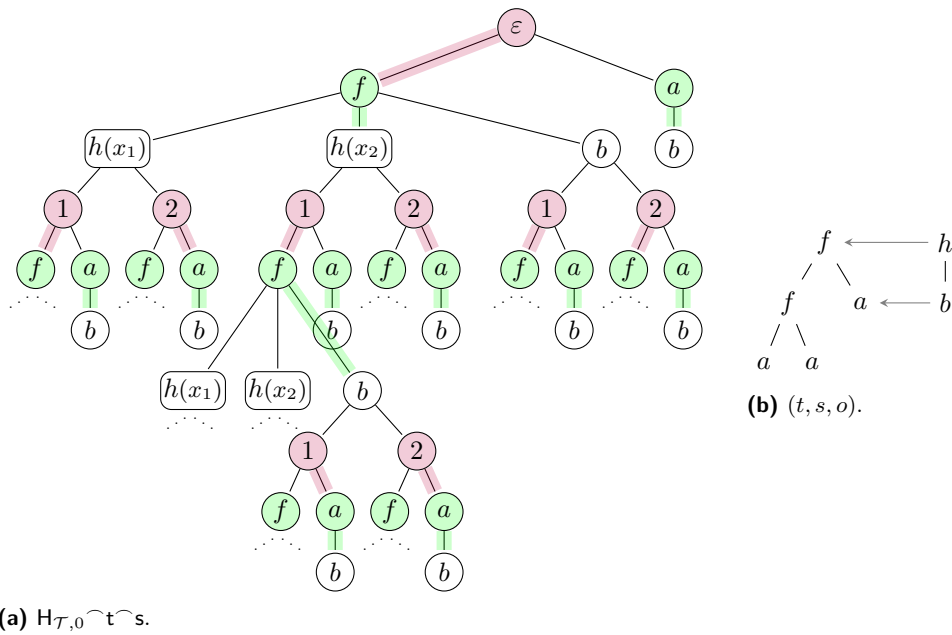 ε
f a
h(x₁) h(x₂) b b
1 2 1 2 1 2
f a f a f a f a f a f a
b b b b b b
h(x₁) h(x₂) b
1 2
f a f a
b b
f h
f a b
a a
(b) (t, s, o).
(a) H𝒯,0⌢t⌢s.